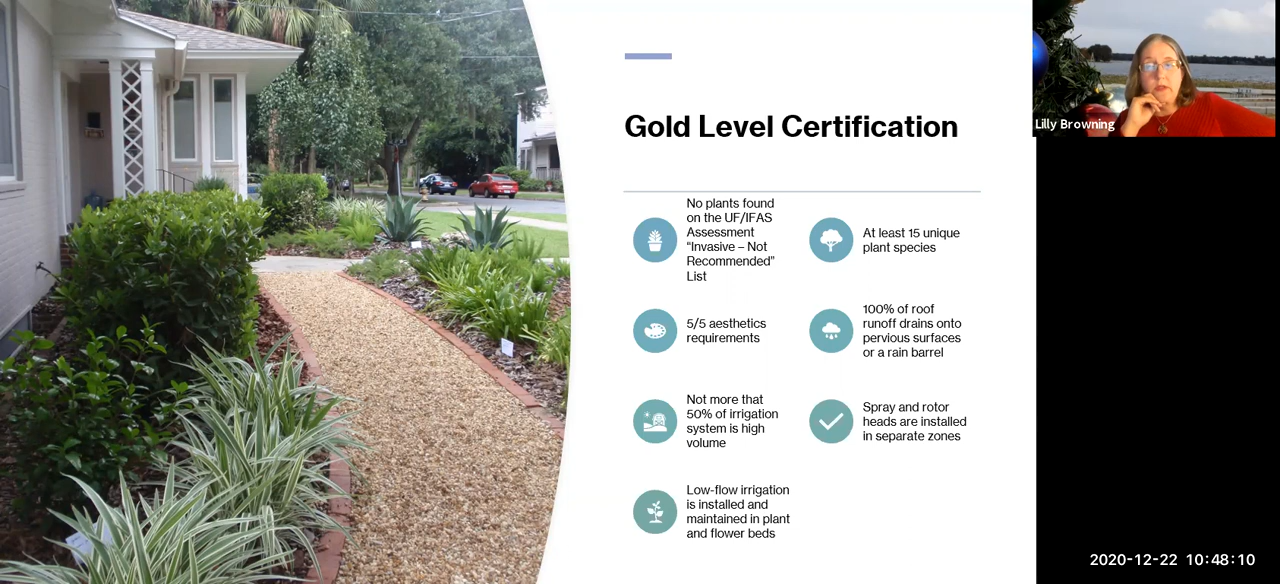 Gold Level Certification
No plants found
on the UF/IFAS
Assessment
“Invasive – Not
Recommended”
List
At least 15 unique
plant species
5/5 aesthetics
requirements
100% of roof
runoff drains onto
pervious surfaces
or a rain barrel
Not more that
50% of irrigation
system is high
volume
Spray and rotor
heads are installed
in separate zones
Low-flow irrigation
is installed and
maintained in plant
and flower beds
Lilly Browning
2020-12-22 10:48:10